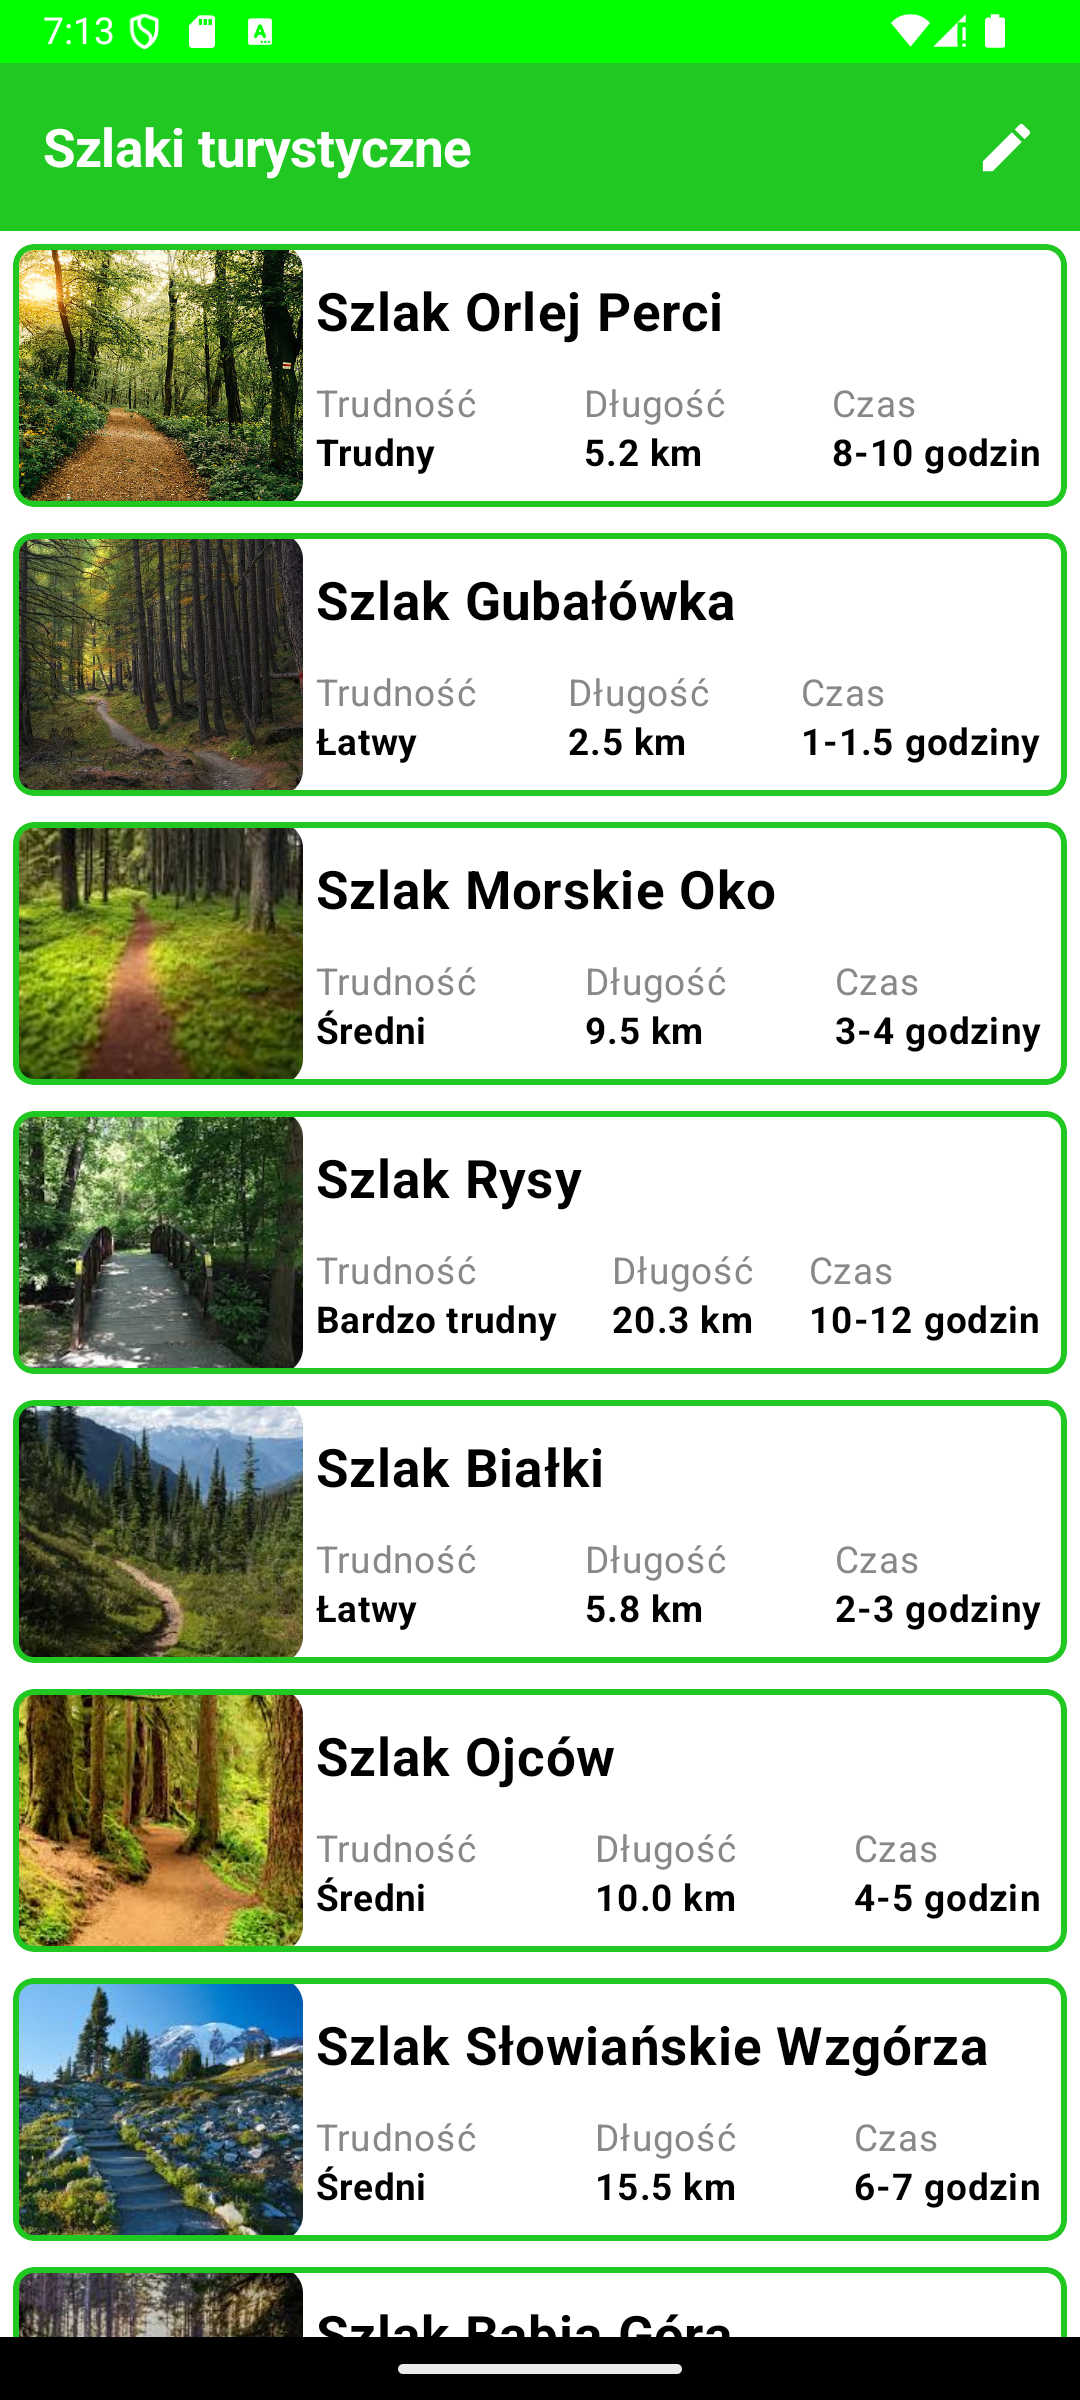 7:13
Szlaki turystyczne
Szlak Orlej Perci
Trudność Długość Czas
Trudny 5.2 km 8-10 godzin
Szlak Gubałówka
Trudność Długość Czas
Łatwy 2.5 km 1-1.5 godziny
Szlak Morskie Oko
Trudność Długość Czas
Średni 9.5 km 3-4 godziny
Szlak Rysy
Trudność Długość Czas
Bardzo trudny 20.3 km 10-12 godzin
Szlak Białki
Trudność Długość Czas
Łatwy 5.8 km 2-3 godziny
Szlak Ojców
Trudność Długość Czas
Średni 10.0 km 4-5 godzin
Szlak Słowiańskie Wzgórza
Trudność Długość Czas
Średni 15.5 km 6-7 godzin
Szlak Babia Góra